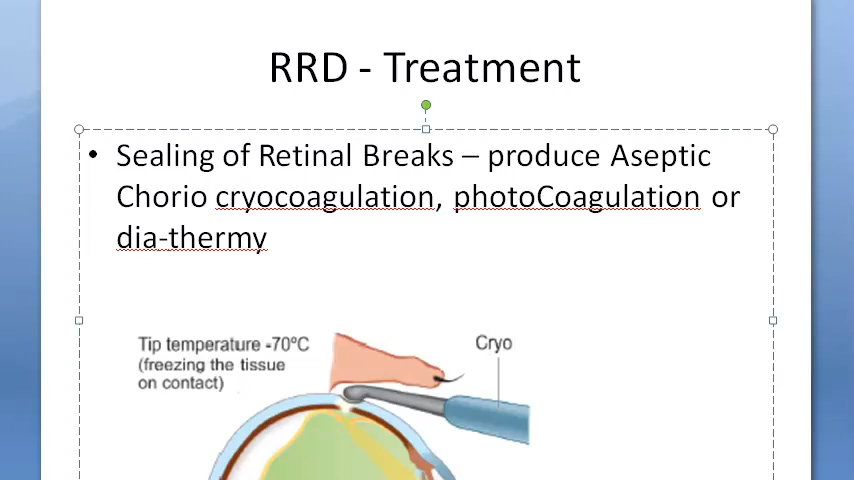 RRD - Treatment
• Sealing of Retinal Breaks – produce Aseptic
Chorio cryocoagulation, photoCoagulation or
dia-thermy
Tip temperature -70°C
(freezing the tissue
on contact)
Cryo